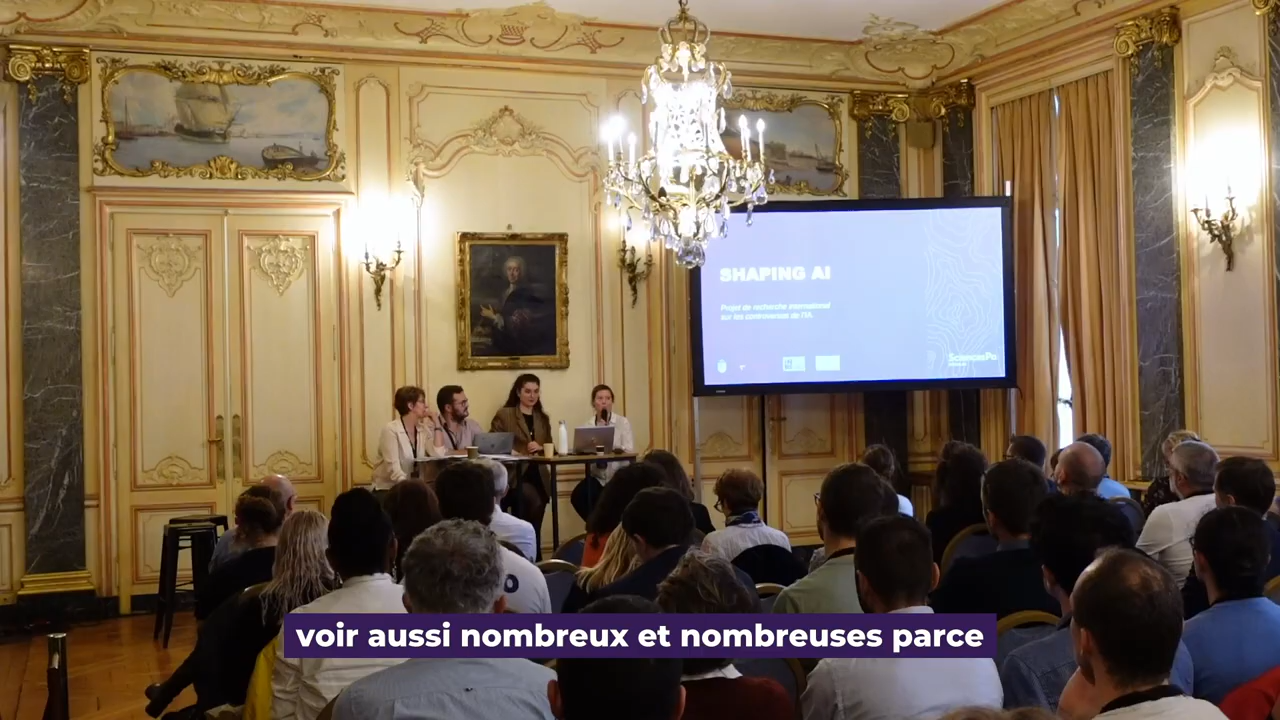 SHAPING AI
Projet de recherche international
sur les controverses de l'IA.
SciencesPo
voir aussi nombreux et nombreuses parce